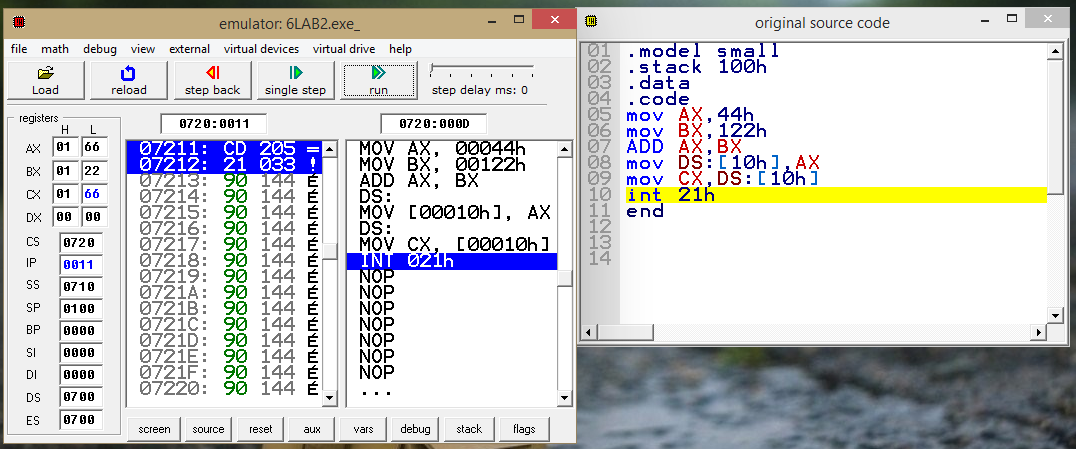 emulator: 6LAB2.exe_
file math debug view external virtual devices virtual drive help
Load reload step back single step run step delay ms: 0
registers
H L
AX 01 66
BX 01 22
CX 01 66
DX 00 00
CS 0720
IP 0011
SS 0710
SP 0100
BP 0000
SI 0000
DI 0000
DS 0700
ES 0700
0720:0011
07211: CD 205 =
07212: 21 033 !
07213: 90 144 É
07214: 90 144 É
07215: 90 144 É
07216: 90 144 É
07217: 90 144 É
07218: 90 144 É
07219: 90 144 É
0721A: 90 144 É
0721B: 90 144 É
0721C: 90 144 É
0721D: 90 144 É
0721E: 90 144 É
0721F: 90 144 É
07220: 90 144 É
0720:000D
MOV AX, 00044h
MOV BX, 00122h
ADD AX, BX
DS:
MOV [00010h], AX
DS:
MOV CX, [00010h]
INT 021h
NOP
NOP
NOP
NOP
NOP
NOP
NOP
...
screen source reset aux vars debug stack flags
original source code
01 .model small
02 .stack 100h
03 .data
04 .code
05 mov AX,44h
06 mov BX,122h
07 ADD AX,BX
08 mov DS:[10h],AX
09 mov CX,DS:[10h]
10 int 21h
11 end
12
13
14